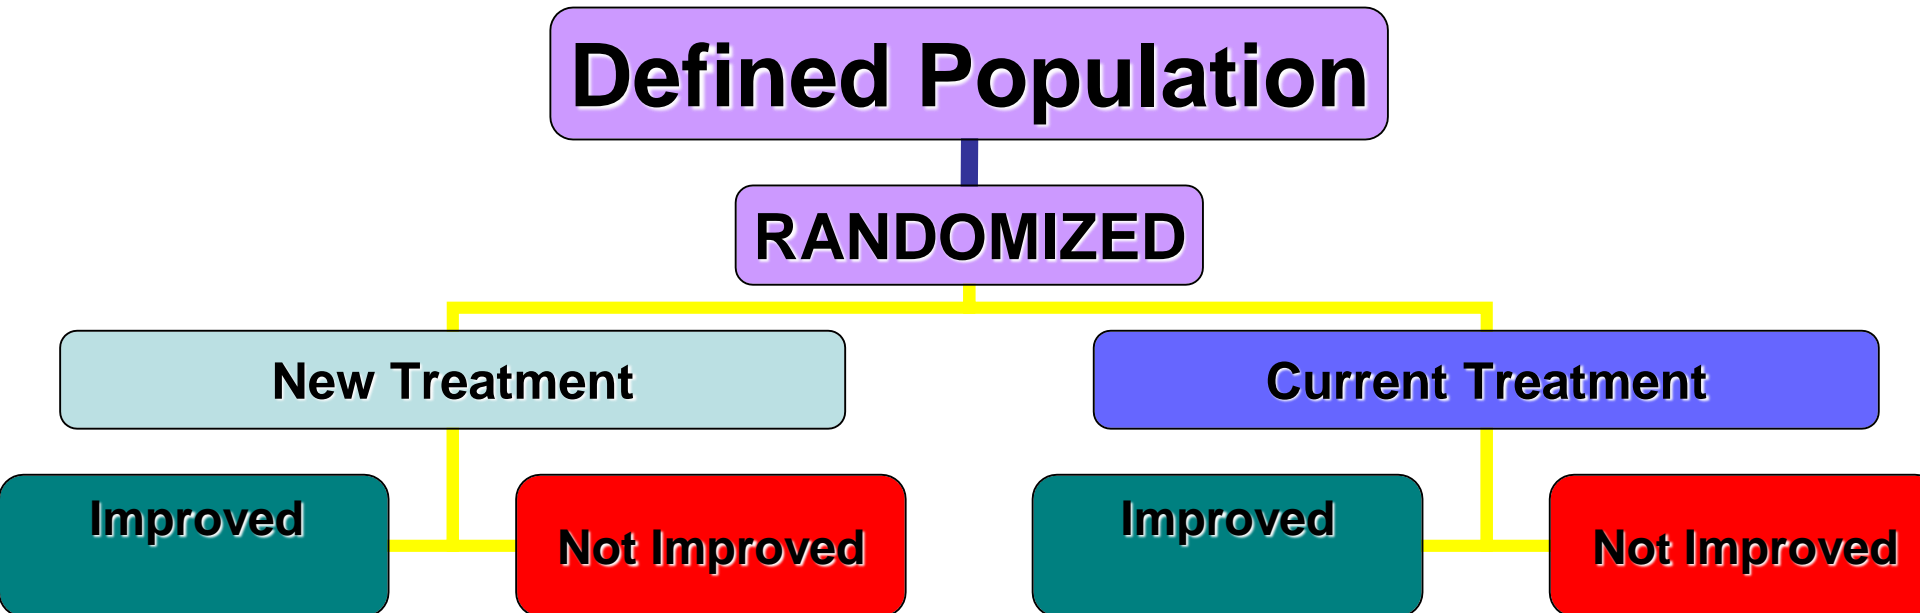 Defined Population
RANDOMIZED
New Treatment
Current Treatment
Improved
Not Improved
Improved
Not Improved